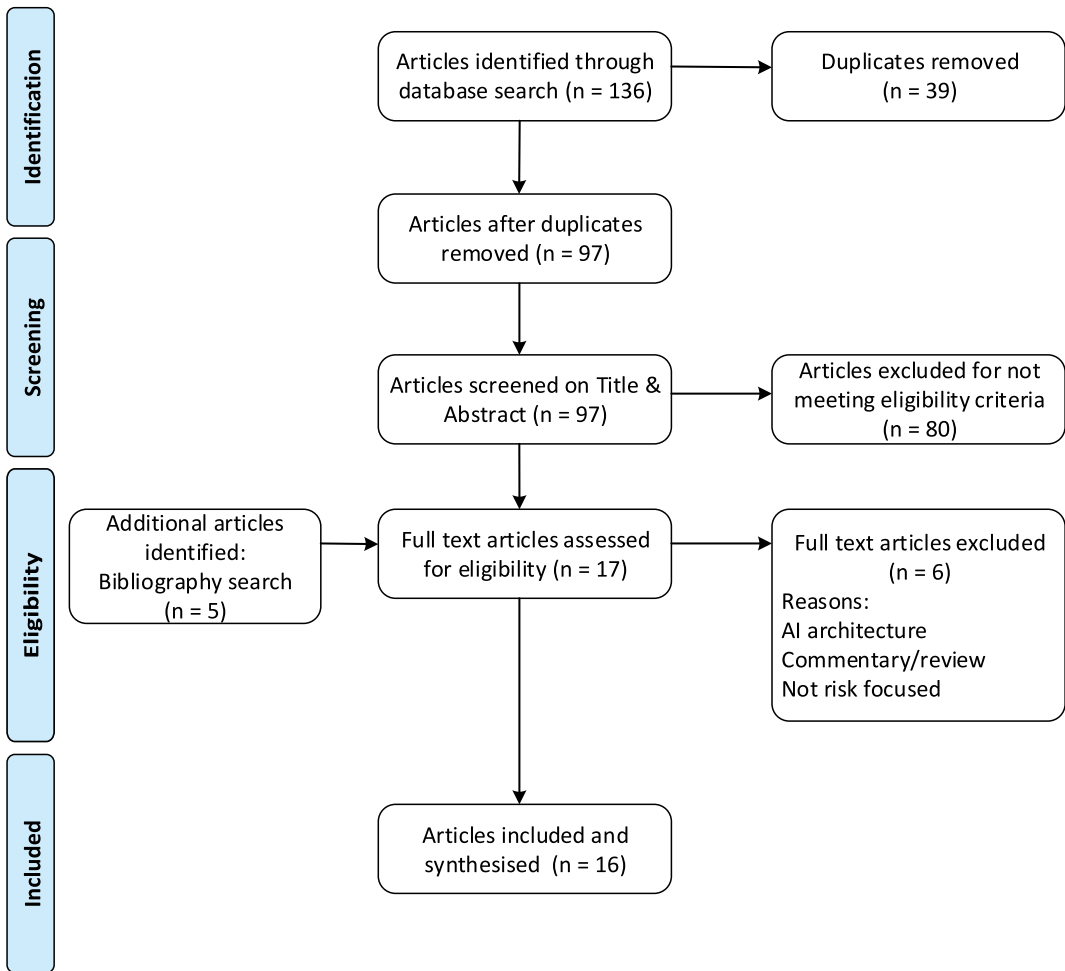 Identification
Articles identified through
database search (n = 136)
Duplicates removed
(n = 39)
Articles after duplicates
removed (n = 97)
Screening
Articles screened on Title &
Abstract (n = 97)
Articles excluded for not
meeting eligibility criteria
(n = 80)
Eligibility
Additional articles
identified:
Bibliography search
(n = 5)
Full text articles assessed
for eligibility (n = 17)
Full text articles excluded
(n = 6)
Reasons:
AI architecture
Commentary/review
Not risk focused
Included
Articles included and
synthesised  (n = 16)